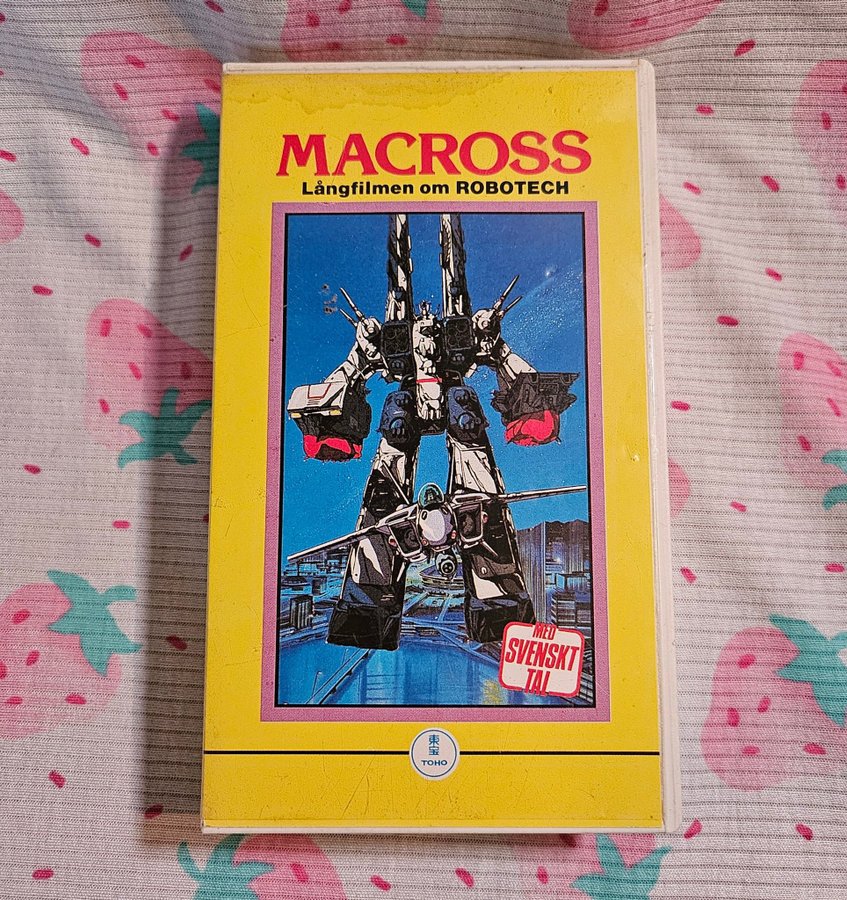 MACROSS
Långfilmen om ROBOTECH
MED
SVENSKT
TAL
東宝
TOHO